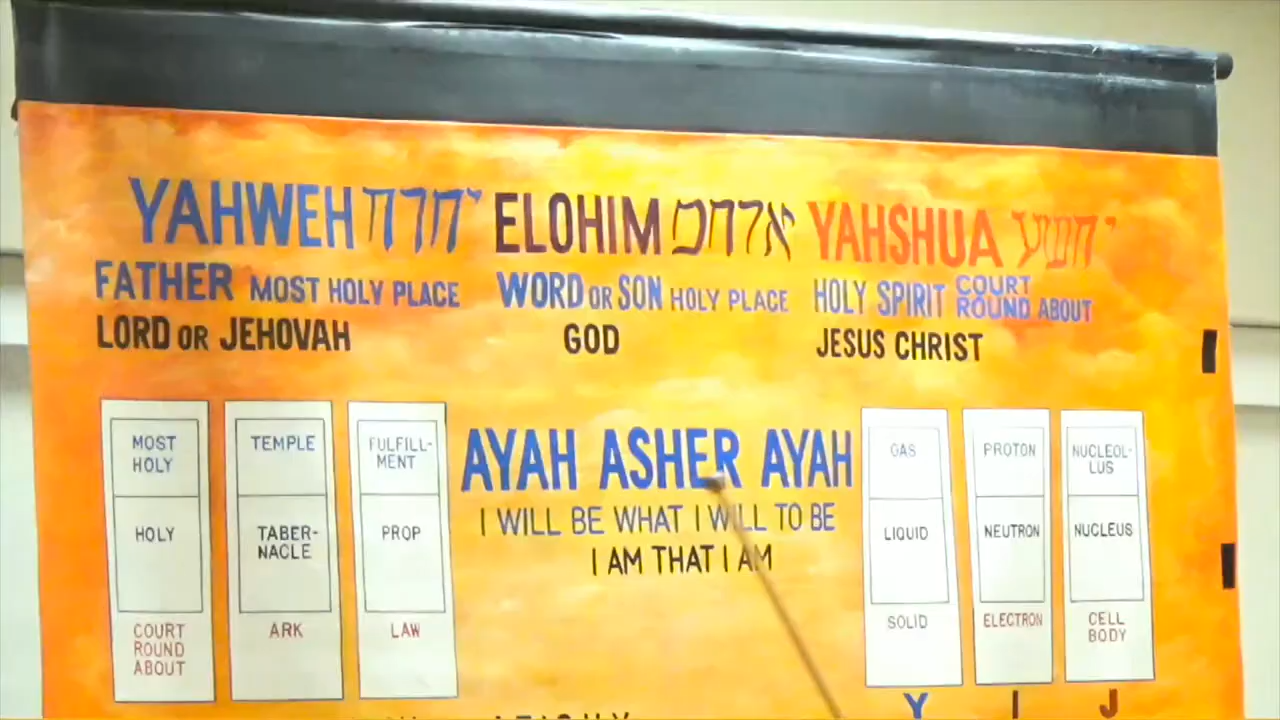 YAHWEH יהוה ELOHIM אלהים YAHSHUA יהשוע
FATHER MOST HOLY PLACE WORD OR SON HOLY PLACE HOLY SPIRIT COURT ROUND ABOUT
LORD OR JEHOVAH GOD JESUS CHRIST
MOST
HOLY
HOLY
COURT
ROUND
ABOUT
TEMPLE
TABER-
NACLE
ARK
FULFILL-
MENT
PROP
LAW
AYAH ASHER AYAH
I WILL BE WHAT I WILL TO BE
I AM THAT I AM
GAS
LIQUID
SOLID
PROTON
NEUTRON
ELECTRON
NUCLEOL-
LUS
NUCLEUS
CELL
BODY
Y I J